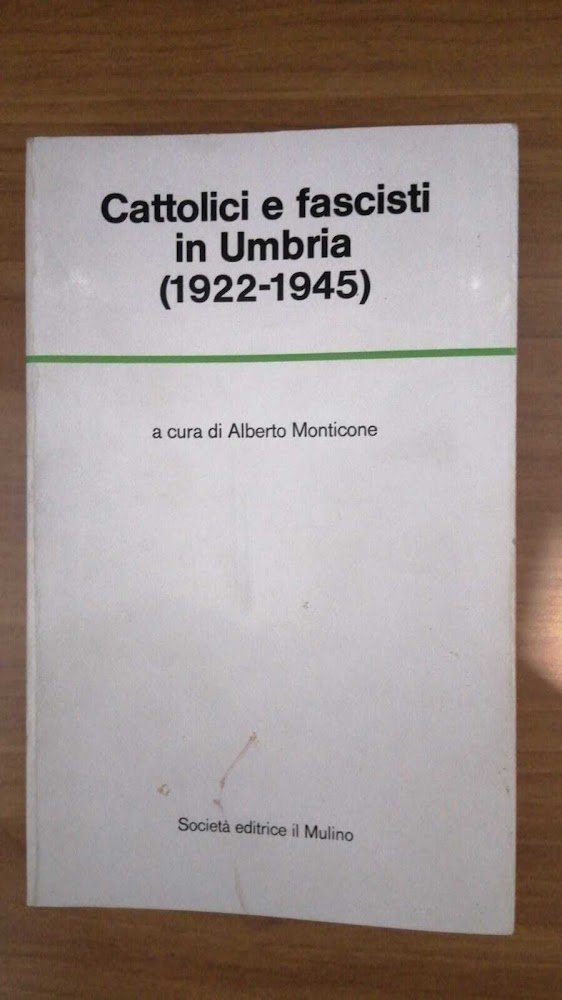 Cattolici e fascisti
in Umbria
(1922-1945)
a cura di Alberto Monticone
Società editrice il Mulino